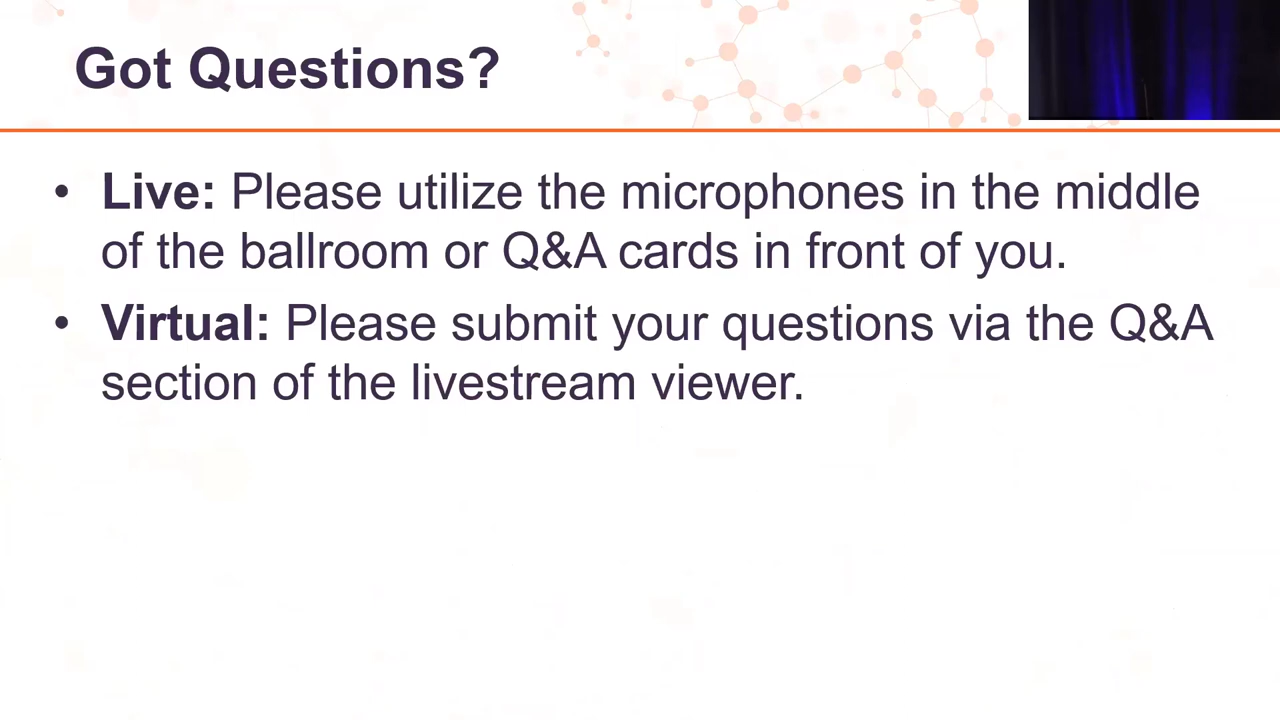 Got Questions?
• Live: Please utilize the microphones in the middle
of the ballroom or Q&A cards in front of you.
• Virtual: Please submit your questions via the Q&A
section of the livestream viewer.